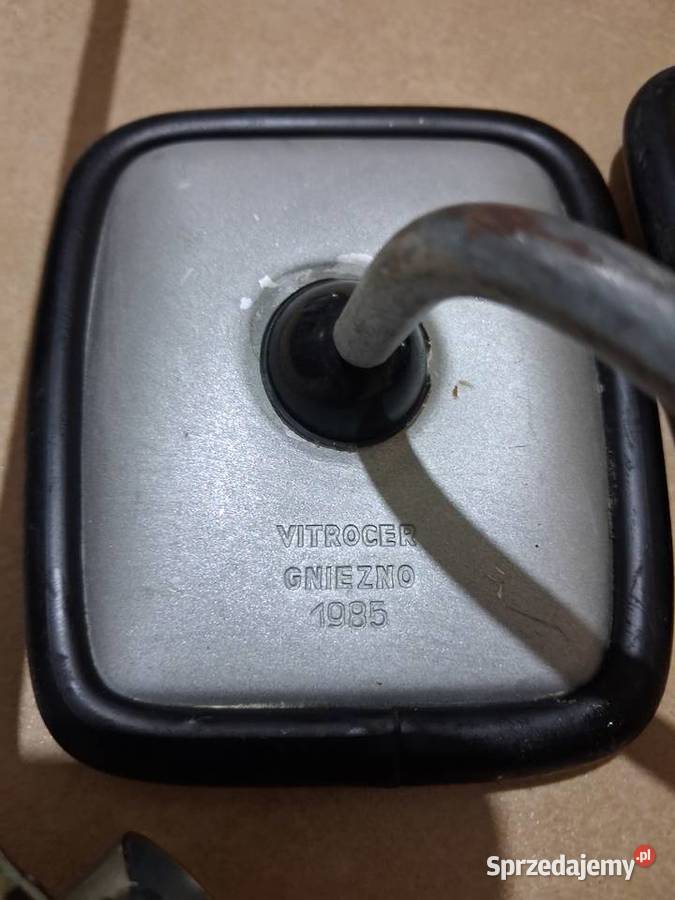 VITROCER
GNIEZNO
1985
Sprzedajemy.pl